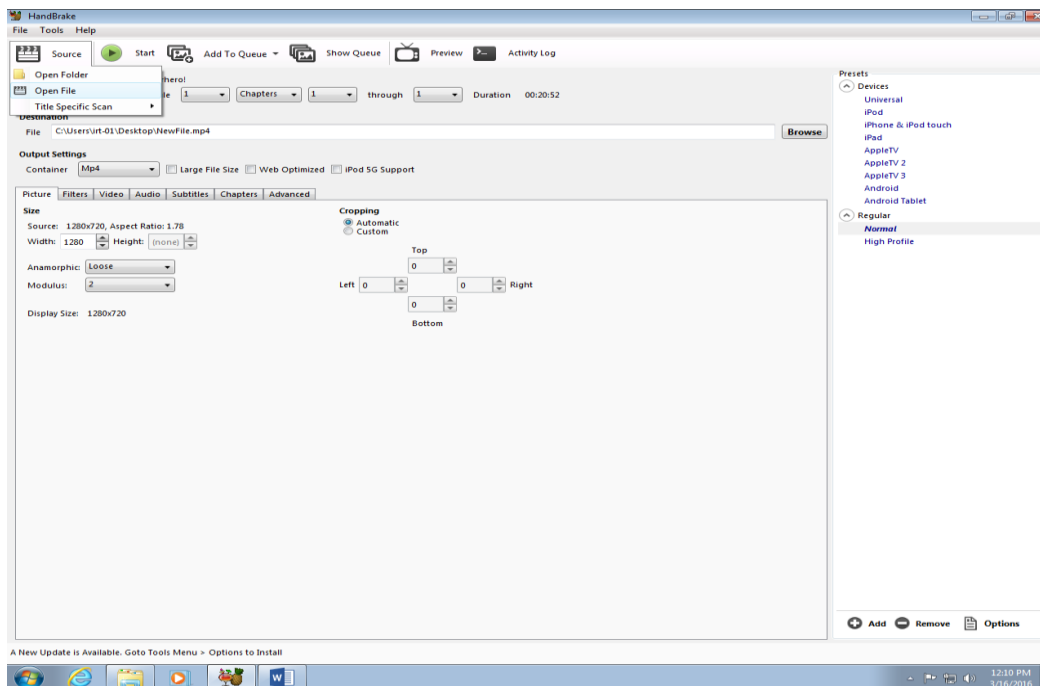 HandBrake
File Tools Help
Source Start Add To Queue Show Queue Preview Activity Log
Open Folder
Open File
Title Specific Scan
hero!
le 1 Chapters 1 through 1 Duration 00:20:52
Destination
File C:\Users\irt-01\Desktop\NewFile.mp4 Browse
Output Settings
Container Mp4 Large File Size Web Optimized iPod 5G Support
Picture Filters Video Audio Subtitles Chapters Advanced
Size
Source: 1280x720, Aspect Ratio: 1.78
Width: 1280 Height: (none)
Anamorphic: Loose
Modulus: 2
Display Size: 1280x720
Cropping
Automatic
Custom
Top
0
Left 0 0 Right
0
Bottom
Presets
Devices
Universal
iPod
iPhone & iPod touch
iPad
AppleTV
AppleTV 2
AppleTV 3
Android
Android Tablet
Regular
Normal
High Profile
Add Remove Options
A New Update is Available. Goto Tools Menu > Options to Install
12:10 PM
3/16/2016